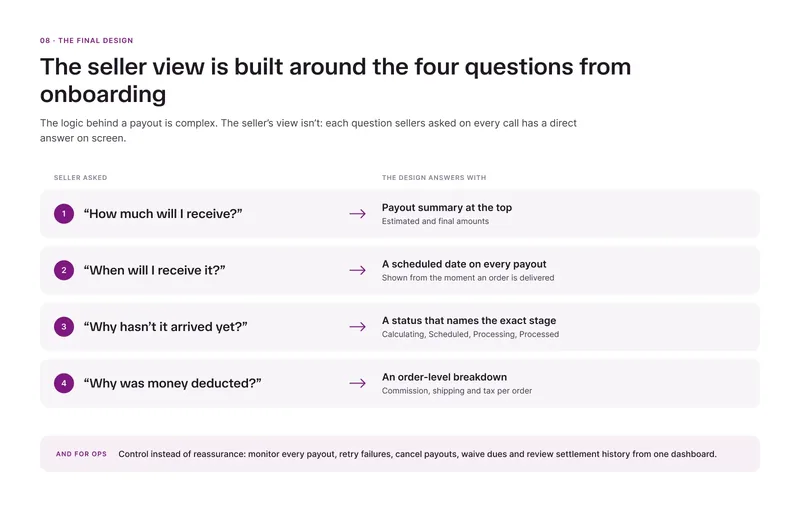 08 - THE FINAL DESIGN
The seller view is built around the four questions from
onboarding
The logic behind a payout is complex. The seller’s view isn’t: each question sellers asked on every call has a direct
answer on screen.
SELLER ASKED
THE DESIGN ANSWERS WITH
1
“How much will I receive?”
→
Payout summary at the top
Estimated and final amounts
2
“When will I receive it?”
→
A scheduled date on every payout
Shown from the moment an order is delivered
3
“Why hasn’t it arrived yet?”
→
A status that names the exact stage
Calculating, Scheduled, Processing, Processed
4
“Why was money deducted?”
→
An order-level breakdown
Commission, shipping and tax per order
AND FOR OPS
Control instead of reassurance: monitor every payout, retry failures, cancel payouts, waive dues and review settlement history from one dashboard.